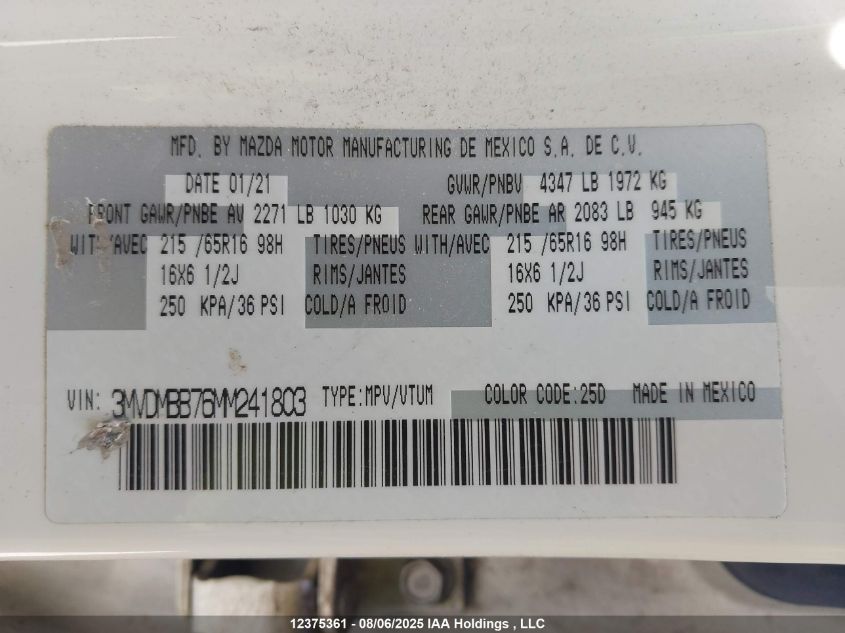 MFD. BY MAZDA MOTOR MANUFACTURING DE MEXICO S.A. DE C.V.
DATE 01/21 GVWR/PNBV 4347 LB 1972 KG
FRONT GAWR/PNBE AV 2271 LB 1030 KG REAR GAWR/PNBE AR 2083 LB 945 KG
WITH/AVEC 215 /65R16 98H TIRES/PNEUS WITH/AVEC 215 /65R16 98H TIRES/PNEUS
16X6 1/2J RIMS/JANTES 16X6 1/2J RIMS/JANTES
250 KPA/36 PSI COLD/A FROID 250 KPA/36 PSI COLD/A FROID
VIN: 3MVDMBB76MM241803 TYPE:MPV/VTUM COLOR CODE:25D MADE IN MEXICO
12375361 - 08/06/2025 IAA Holdings , LLC